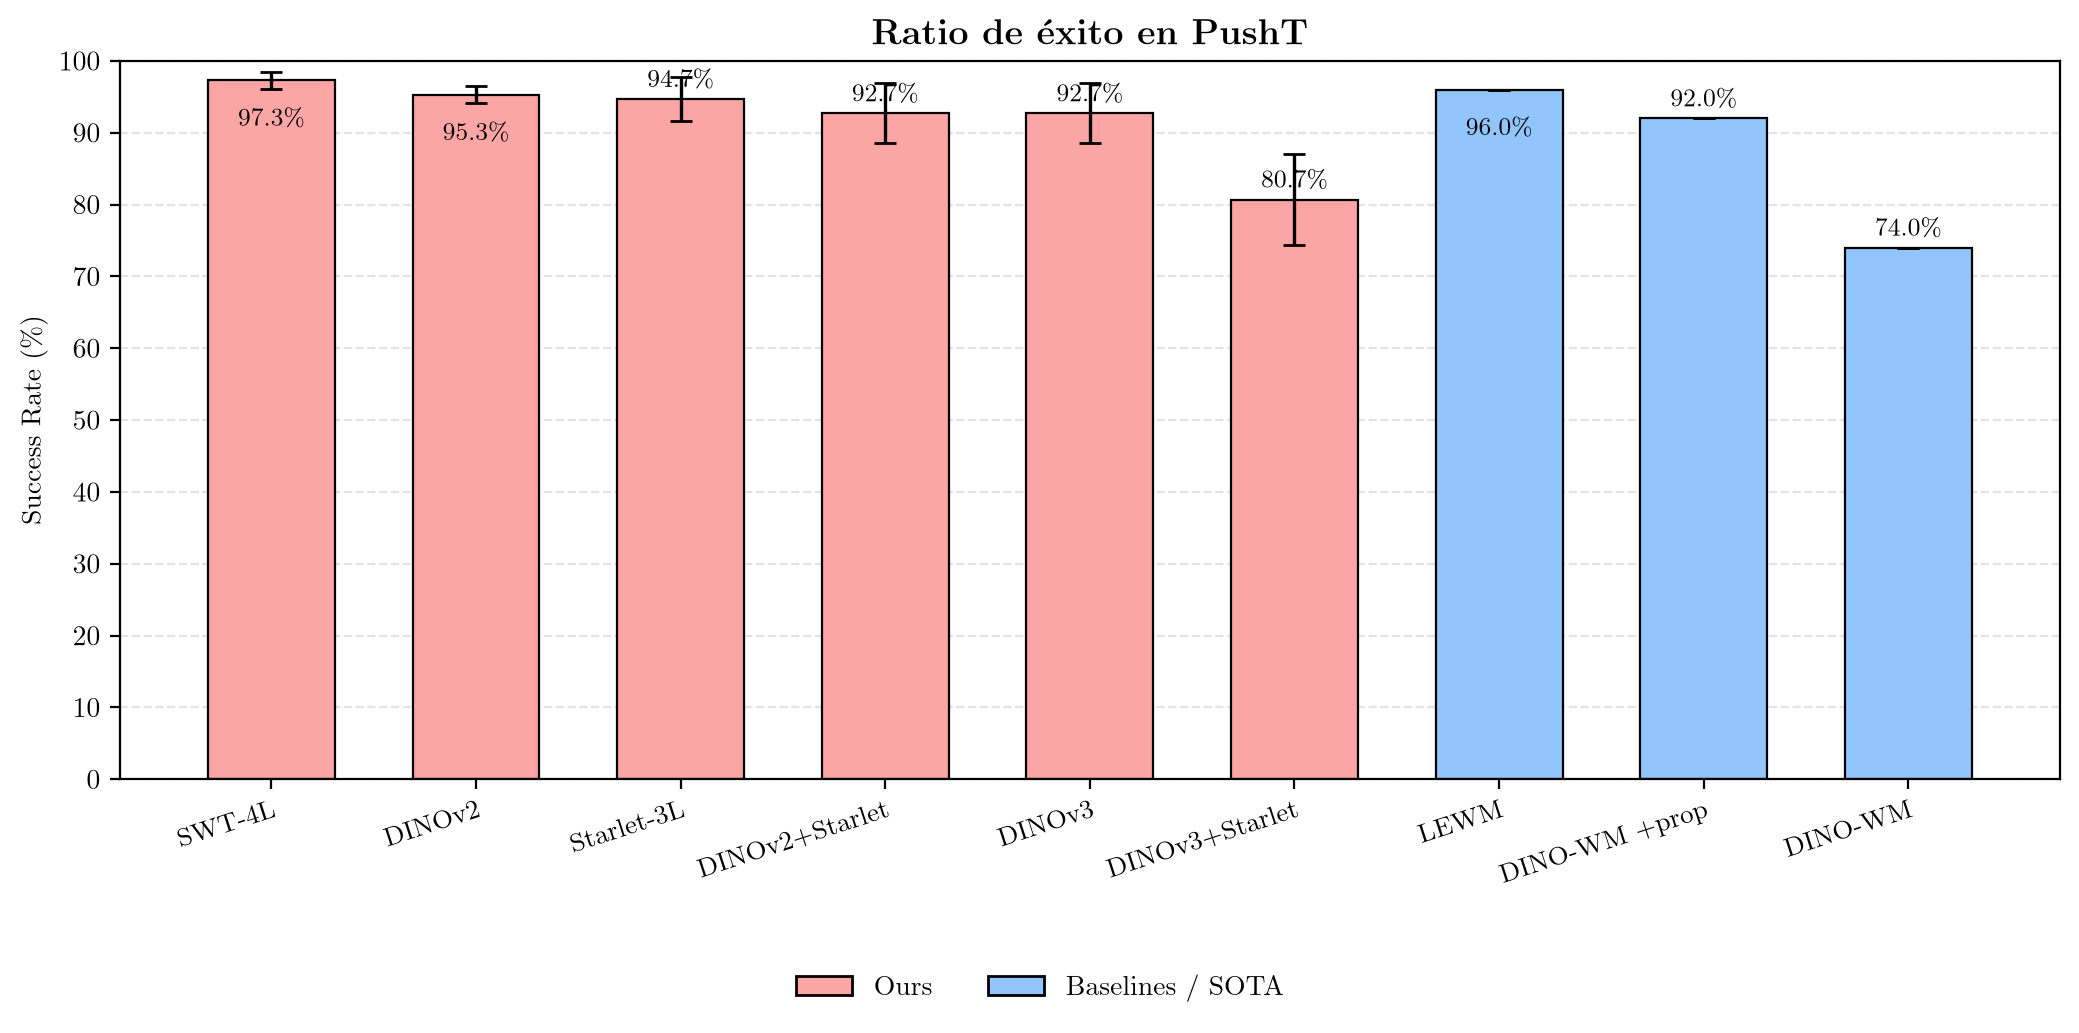 Ratio de éxito en PushT
Success Rate (%)
100
90
80
70
60
50
40
30
20
10
0
97.3%
95.3%
94.7%
92.7%
92.7%
80.7%
96.0%
92.0%
74.0%
SWT-4L
DINOv2
Starlet-3L
DINOv2+Starlet
DINOv3
DINOv3+Starlet
LEWM
DINO-WM +prop
DINO-WM
Ours
Baselines / SOTA